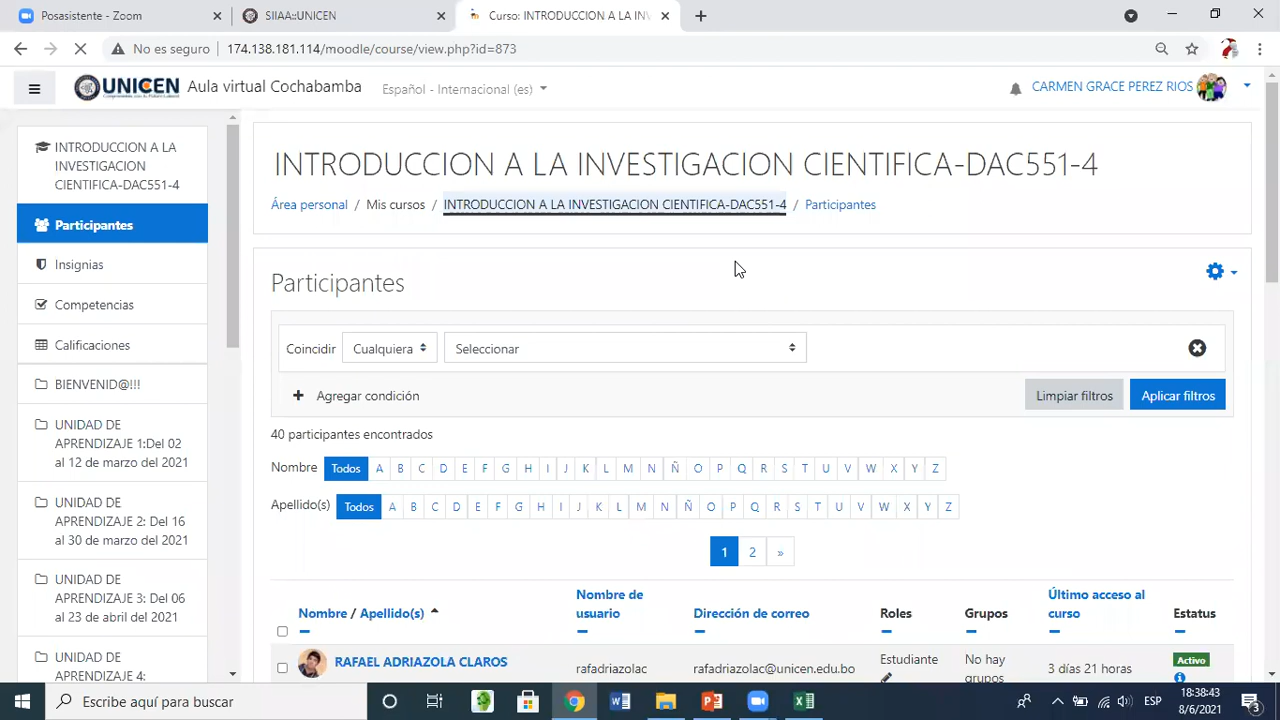 Posasistente - Zoom
SIIAA::UNICEN
Curso: INTRODUCCION A LA INV
No es seguro
174.138.181.114/moodle/course/view.php?id=873
UNICEN
Aula virtual Cochabamba
Español - Internacional (es)
CARMEN GRACE PEREZ RIOS
INTRODUCCION A LA
INVESTIGACION
CIENTIFICA-DAC551-4
Participantes
Insignias
Competencias
Calificaciones
BIENVENID@!!!
UNIDAD DE
APRENDIZAJE 1:Del 02
al 12 de marzo del 2021
UNIDAD DE
APRENDIZAJE 2: Del 16
al 30 de marzo del 2021
UNIDAD DE
APRENDIZAJE 3: Del 06
al 23 de abril del 2021
UNIDAD DE
APRENDIZAJE 4:
INTRODUCCION A LA INVESTIGACION CIENTIFICA-DAC551-4
Área personal / Mis cursos / INTRODUCCION A LA INVESTIGACION CIENTIFICA-DAC551-4 / Participantes
Participantes
Coincidir Cualquiera Seleccionar
Agregar condición
Limpiar filtros
Aplicar filtros
40 participantes encontrados
Nombre Todos A B C D E F G H I J K L M N Ñ O P Q R S T U V W X Y Z
Apellido(s) Todos A B C D E F G H I J K L M N Ñ O P Q R S T U V W X Y Z
1 2 »
Nombre / Apellido(s)
Nombre de
usuario
Dirección de correo
Roles
Grupos
Último acceso al
curso
Estatus
RAFAEL ADRIAZOLA CLAROS
rafadriazolac
rafadriazolac@unicen.edu.bo
Estudiante
No hay
grupos
3 días 21 horas
Activo
Escribe aquí para buscar
ESP
18:38:43
8/6/2021
3